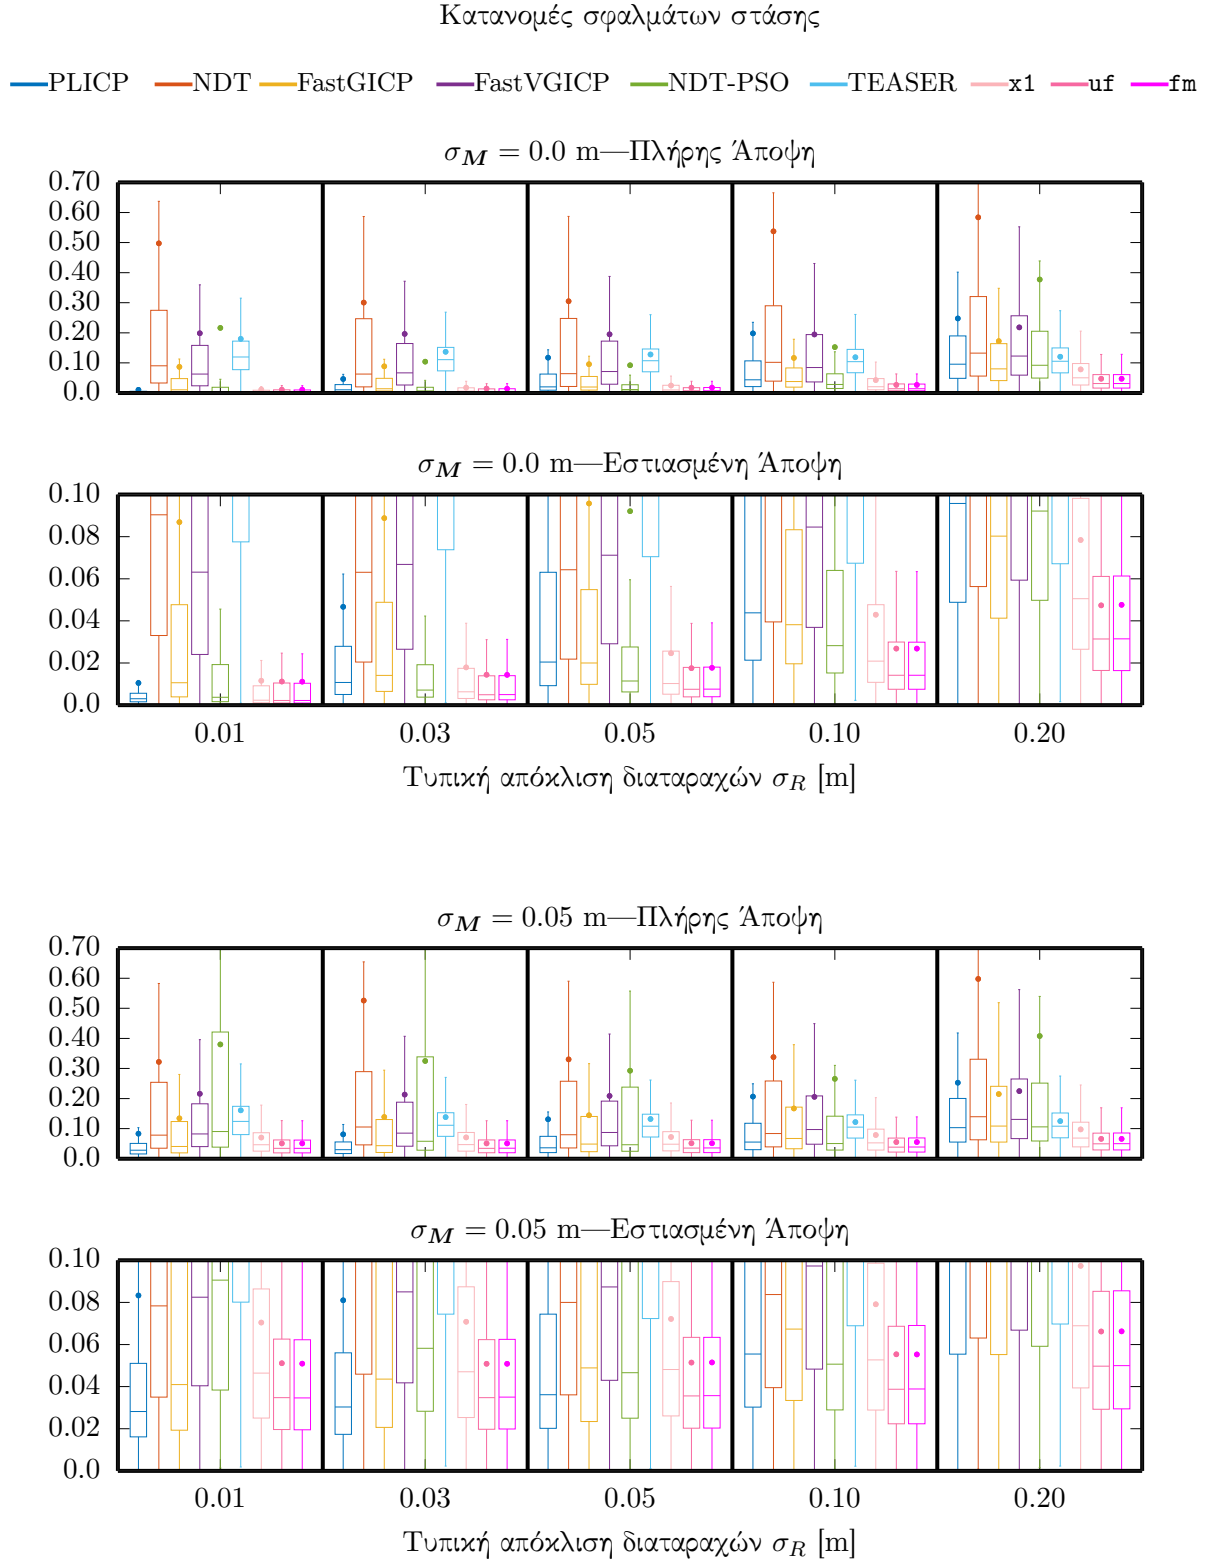 Κατανομές σφαλμάτων στάσης
PLICP NDT FastGICP FastVGICP NDT-PSO TEASER x1 uf fm
σ_M = 0.0 m—Πλήρης Άποψη
0.70
0.60
0.50
0.40
0.30
0.20
0.10
0.0
σ_M = 0.0 m—Εστιασμένη Άποψη
0.10
0.08
0.06
0.04
0.02
0.0
0.01 0.03 0.05 0.10 0.20
Τυπική απόκλιση διαταραχών σ_R [m]
σ_M = 0.05 m—Πλήρης Άποψη
0.70
0.60
0.50
0.40
0.30
0.20
0.10
0.0
σ_M = 0.05 m—Εστιασμένη Άποψη
0.10
0.08
0.06
0.04
0.02
0.0
0.01 0.03 0.05 0.10 0.20
Τυπική απόκλιση διαταραχών σ_R [m]